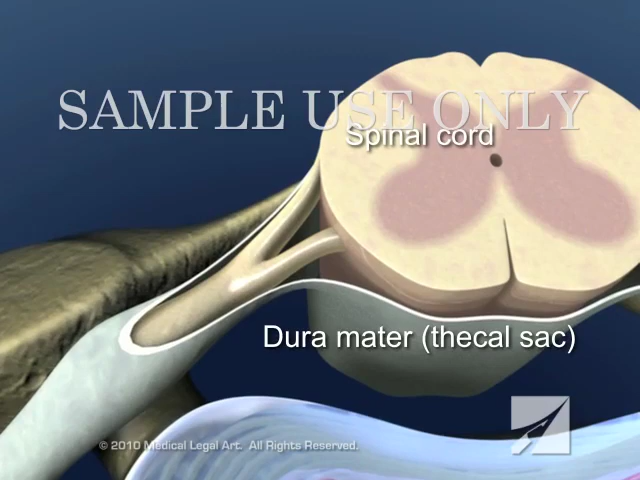 SAMPLE USE ONLY
Spinal cord
Dura mater (thecal sac)
© 2010 Medical Legal Art. All Rights Reserved.